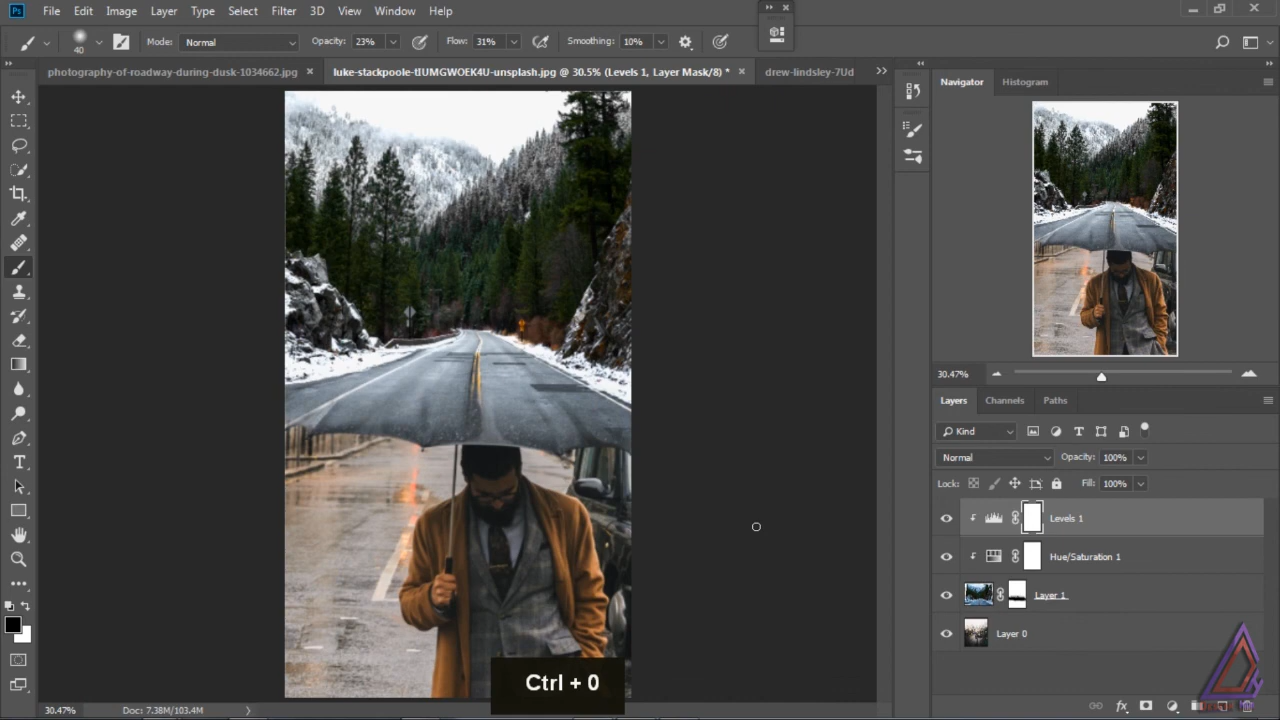 Ps File Edit Image Layer Type Select Filter 3D View Window Help
40 Mode: Normal Opacity: 23% Flow: 31% Smoothing: 10%
photography-of-roadway-during-dusk-1034662.jpg × luke-stackpoole-tIUMGWOEK4U-unsplash.jpg @ 30.5% (Levels 1, Layer Mask/8) * × drew-lindsley-7Ud
Navigator Histogram
30.47%
Layers Channels Paths
Kind
Normal Opacity: 100%
Lock: Fill: 100%
Levels 1
Hue/Saturation 1
Layer 1
Layer 0
Ctrl + 0
30.47% Doc: 7.38M/103.4M